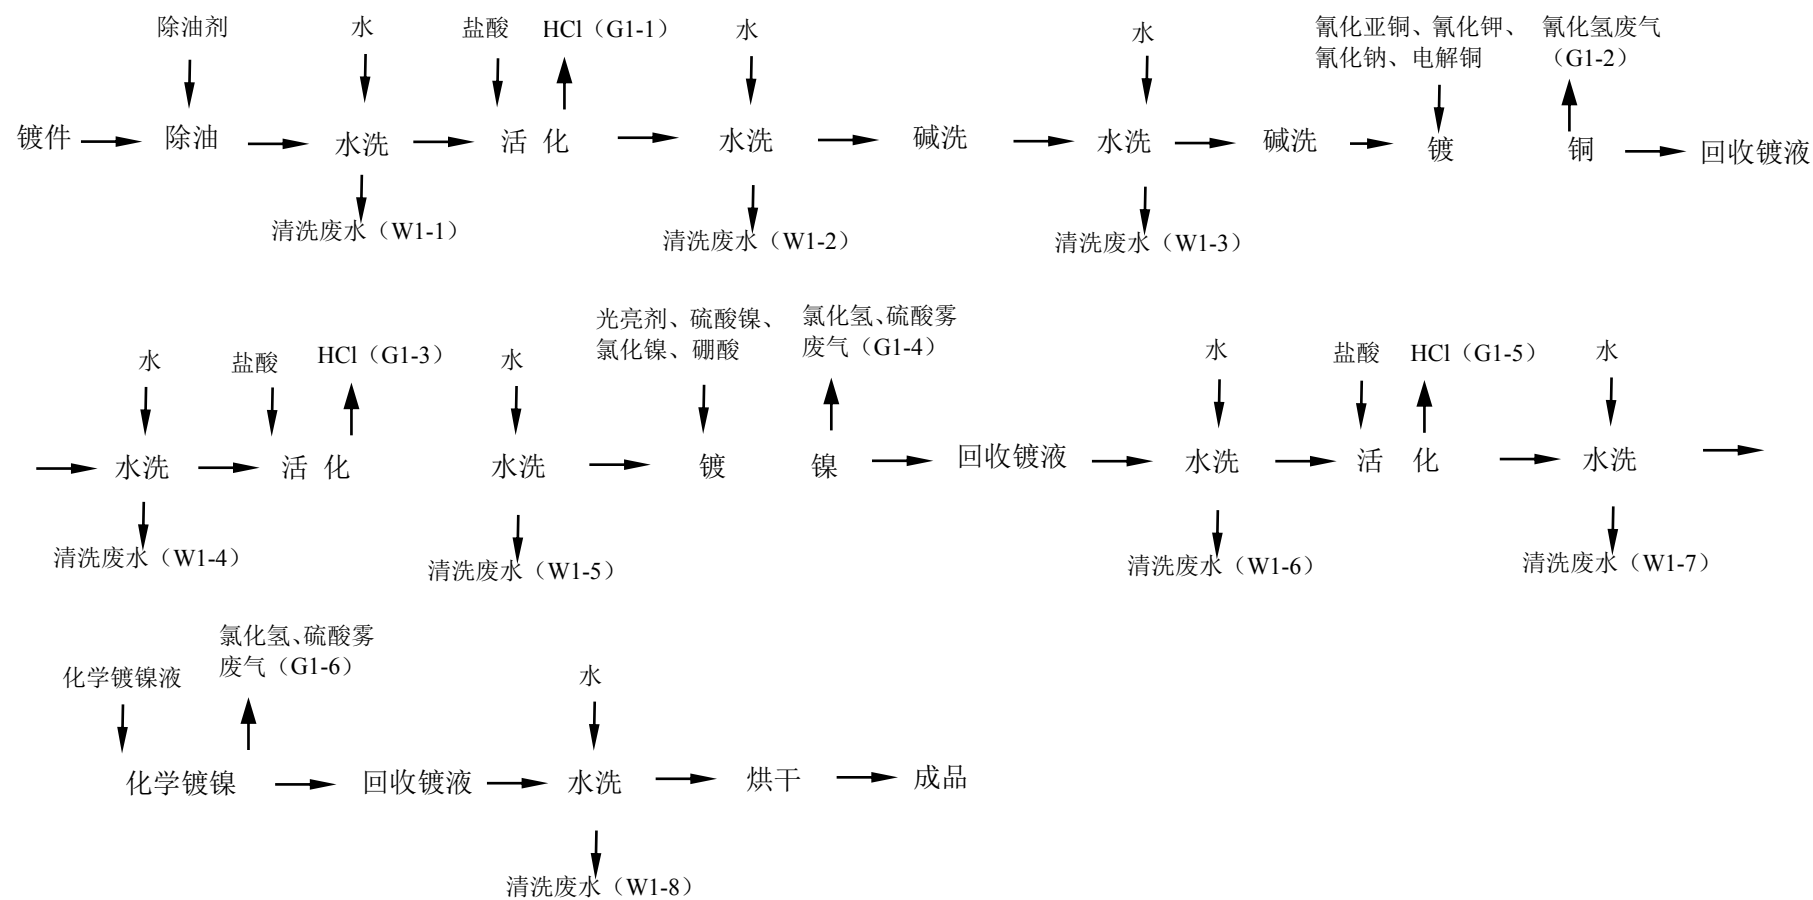 除油剂
水
盐酸
HCl（G1-1）
水
水
氰化亚铜、氰化钾、
氰化钠、电解铜
氰化氢废气
（G1-2）
镀件
除油
水洗
活 化
水洗
碱洗
水洗
碱洗
镀 铜
回收镀液
清洗废水（W1-1）
清洗废水（W1-2）
清洗废水（W1-3）
水
盐酸
HCl（G1-3）
水
光亮剂、硫酸镍、
氯化镍、硼酸
氯化氢、硫酸雾
废气（G1-4）
水
盐酸
HCl（G1-5）
水
水洗
活 化
水洗
镀 镍
回收镀液
水洗
活 化
水洗
清洗废水（W1-4）
清洗废水（W1-5）
清洗废水（W1-6）
清洗废水（W1-7）
化学镀镍液
氯化氢、硫酸雾
废气（G1-6）
水
化学镀镍
回收镀液
水洗
烘干
成品
清洗废水（W1-8）